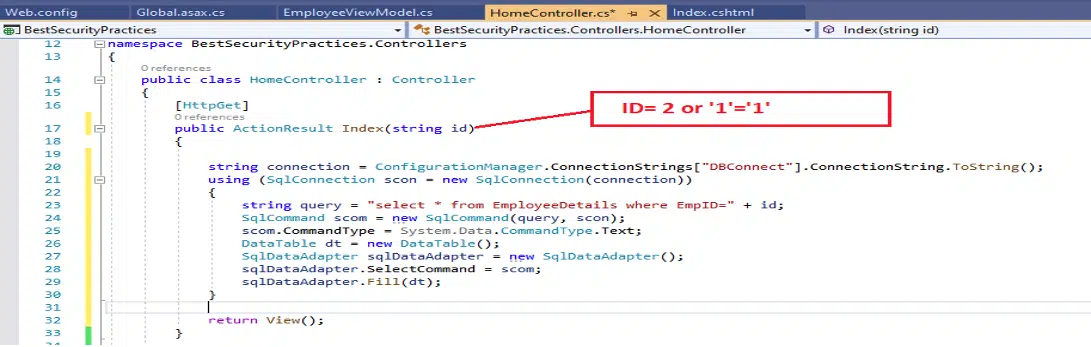 Web.config Global.asax.cs EmployeeViewModel.cs HomeController.cs* Index.cshtml
BestSecurityPractices BestSecurityPractices.Controllers.HomeController Index(string id)
12 namespace BestSecurityPractices.Controllers
13 {
0 references
14 public class HomeController : Controller
15 {
16 [HttpGet]
0 references
ID= 2 or '1'='1'
17 public ActionResult Index(string id)
18 {
19
20 string connection = ConfigurationManager.ConnectionStrings["DBConnect"].ConnectionString.ToString();
21 using (SqlConnection scon = new SqlConnection(connection))
22 {
23 string query = "select * from EmployeeDetails where EmpID=" + id;
24 SqlCommand scom = new SqlCommand(query, scon);
25 scom.CommandType = System.Data.CommandType.Text;
26 DataTable dt = new DataTable();
27 SqlDataAdapter sqlDataAdapter = new SqlDataAdapter();
28 sqlDataAdapter.SelectCommand = scom;
29 sqlDataAdapter.Fill(dt);
30 }
31
32 return View();
33 }